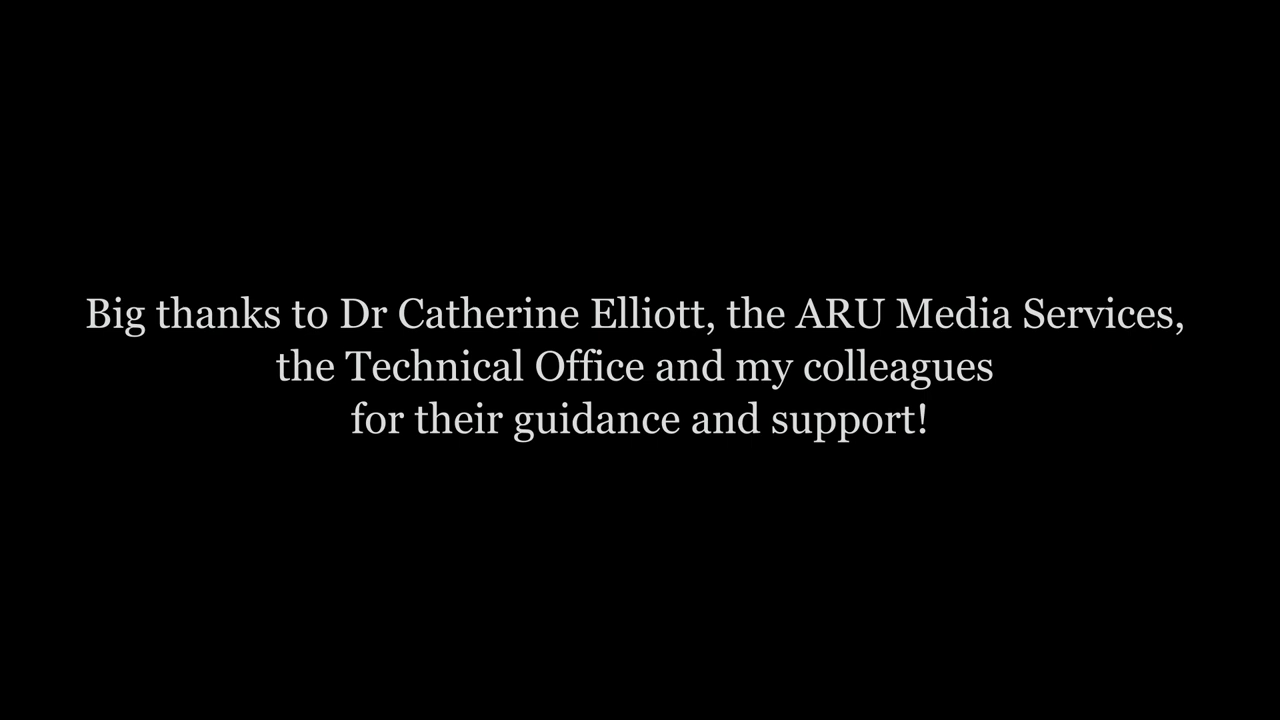 Big thanks to Dr Catherine Elliott, the ARU Media Services,
the Technical Office and my colleagues
for their guidance and support!